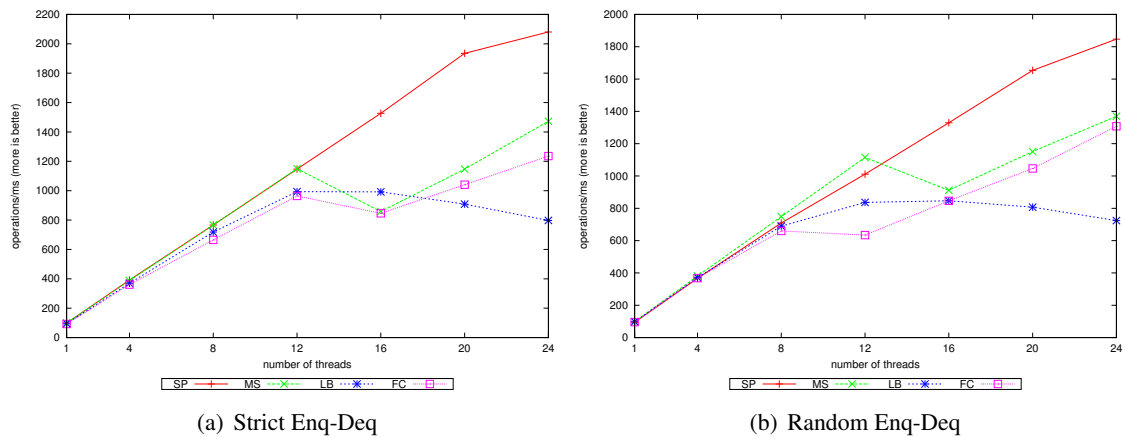 2200
2000
1800
1600
1400
1200
1000
800
600
400
200
0
operations/ms (more is better)
1 4 8 12 16 20 24
number of threads
SP MS LB FC
(a) Strict Enq-Deq
2000
1800
1600
1400
1200
1000
800
600
400
200
0
operations/ms (more is better)
1 4 8 12 16 20 24
number of threads
SP MS LB FC
(b) Random Enq-Deq